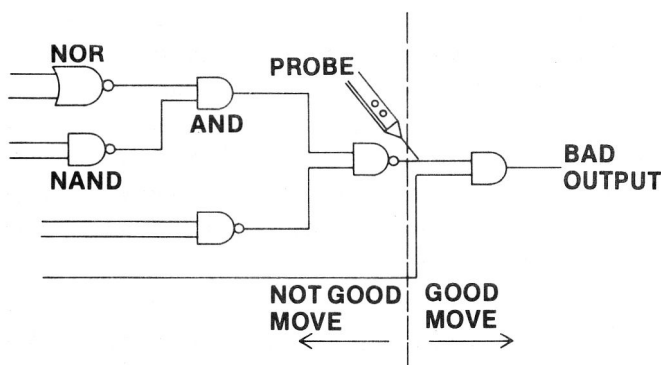 NOR
PROBE
AND
NAND
BAD
OUTPUT
NOT GOOD
MOVE
GOOD
MOVE